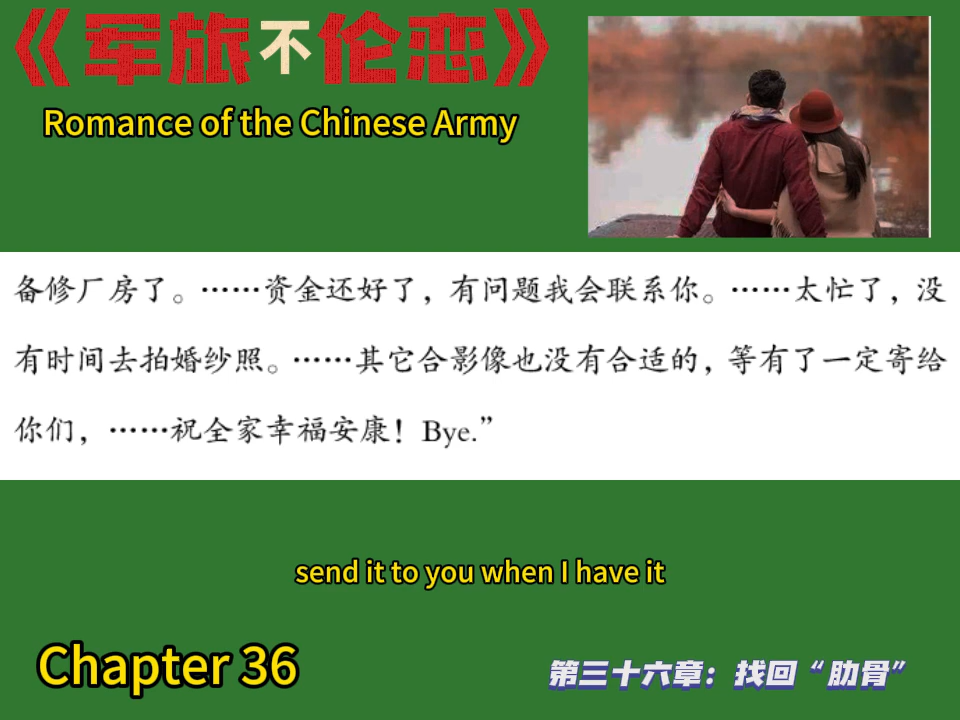 《军旅不伦恋》
Romance of the Chinese Army
备修厂房了。……资金还好了，有问题我会联系你。……太忙了，没
有时间去拍婚纱照。……其它合影像也没有合适的，等有了一定寄给
你们，……祝全家幸福安康！Bye.”
send it to you when I have it
Chapter 36
第三十六章：找回“肋骨”